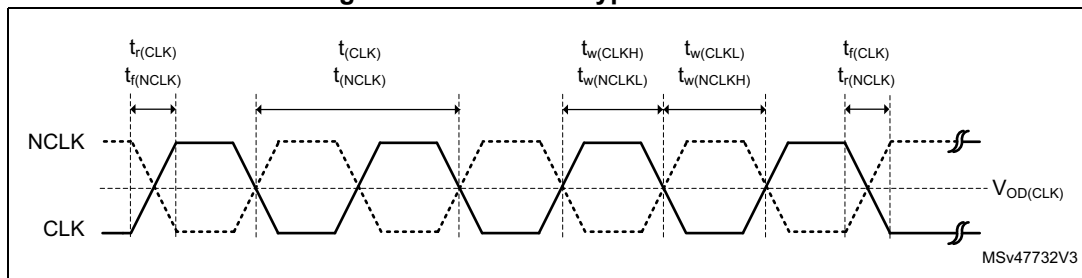 t_r(CLK)
t_f(NCLK)
t_(CLK)
t_(NCLK)
t_w(CLKH)
t_w(NCLKL)
t_w(CLKL)
t_w(NCLKH)
t_f(CLK)
t_r(NCLK)
NCLK
V_OD(CLK)
CLK
MSv47732V3